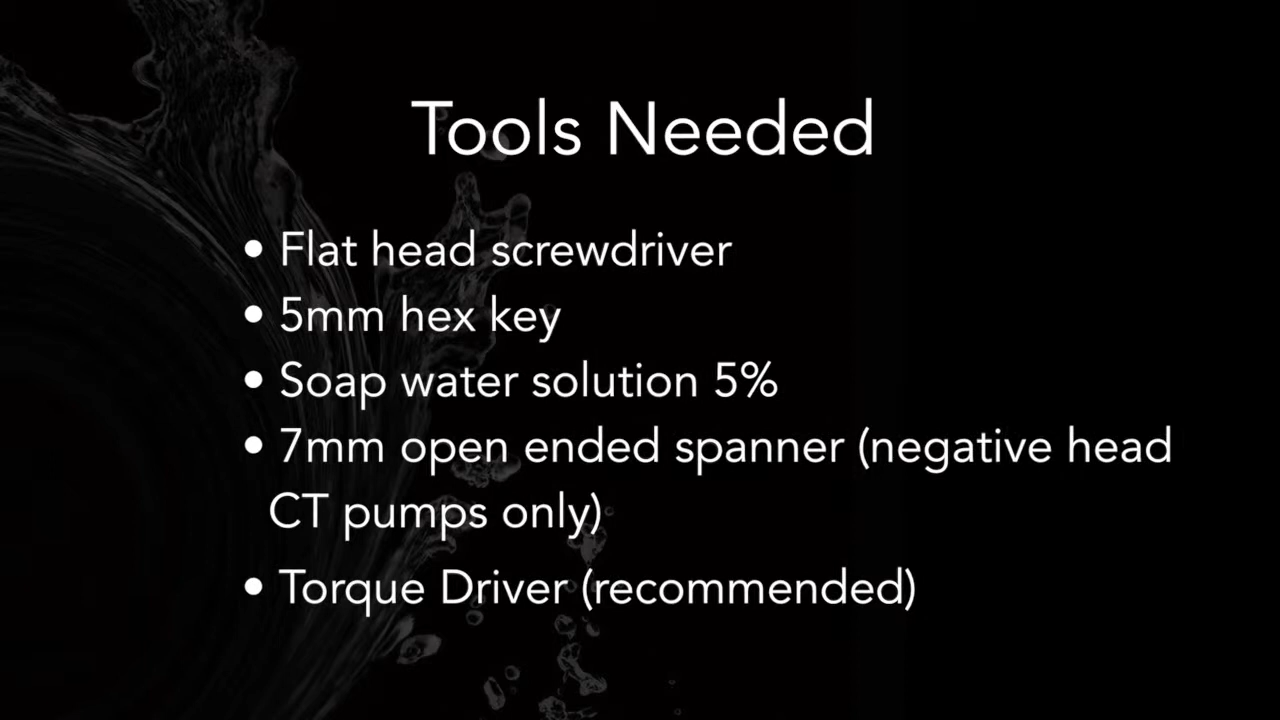 Tools Needed
• Flat head screwdriver
• 5mm hex key
• Soap water solution 5%
• 7mm open ended spanner (negative head
CT pumps only)
• Torque Driver (recommended)